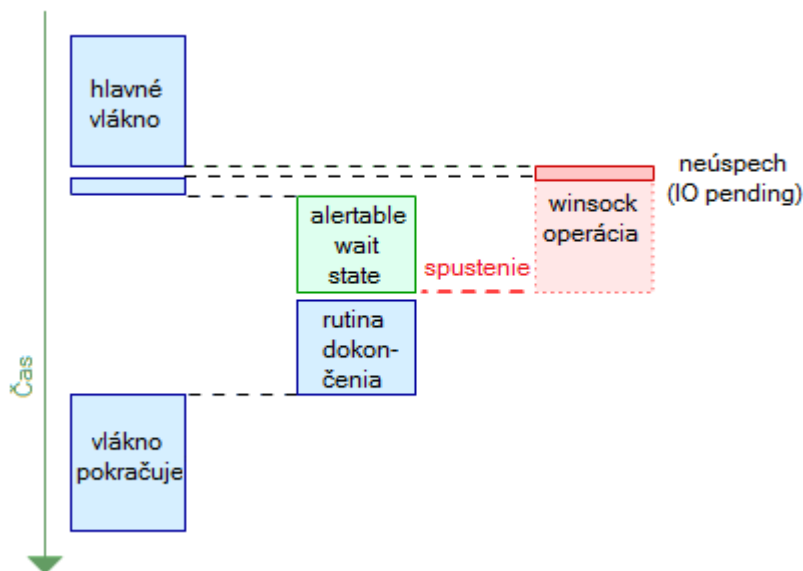 hlavné
vlákno
neúspech
(IO pending)
alertable
wait
state
winsock
operácia
spustenie
rutina
dokon-
čenia
Čas
vlákno
pokračuje